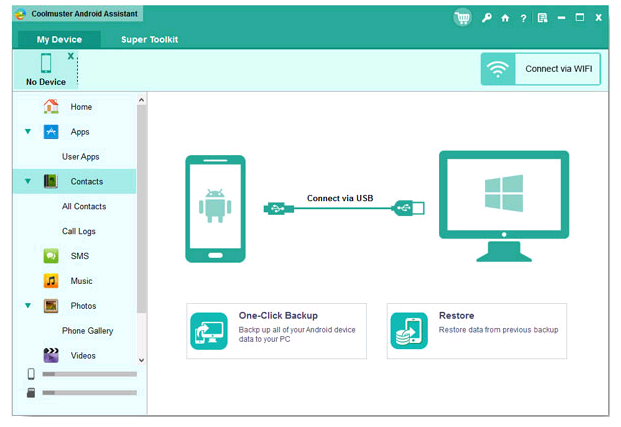 Coolmuster Android Assistant
My Device
Super Toolkit
No Device
Connect via WIFI
Home
Apps
User Apps
Contacts
All Contacts
Call Logs
SMS
Music
Photos
Phone Gallery
Videos
Connect via USB
One-Click Backup
Backp up all of your Android device
data to your PC
Restore
Restore data from previous backup